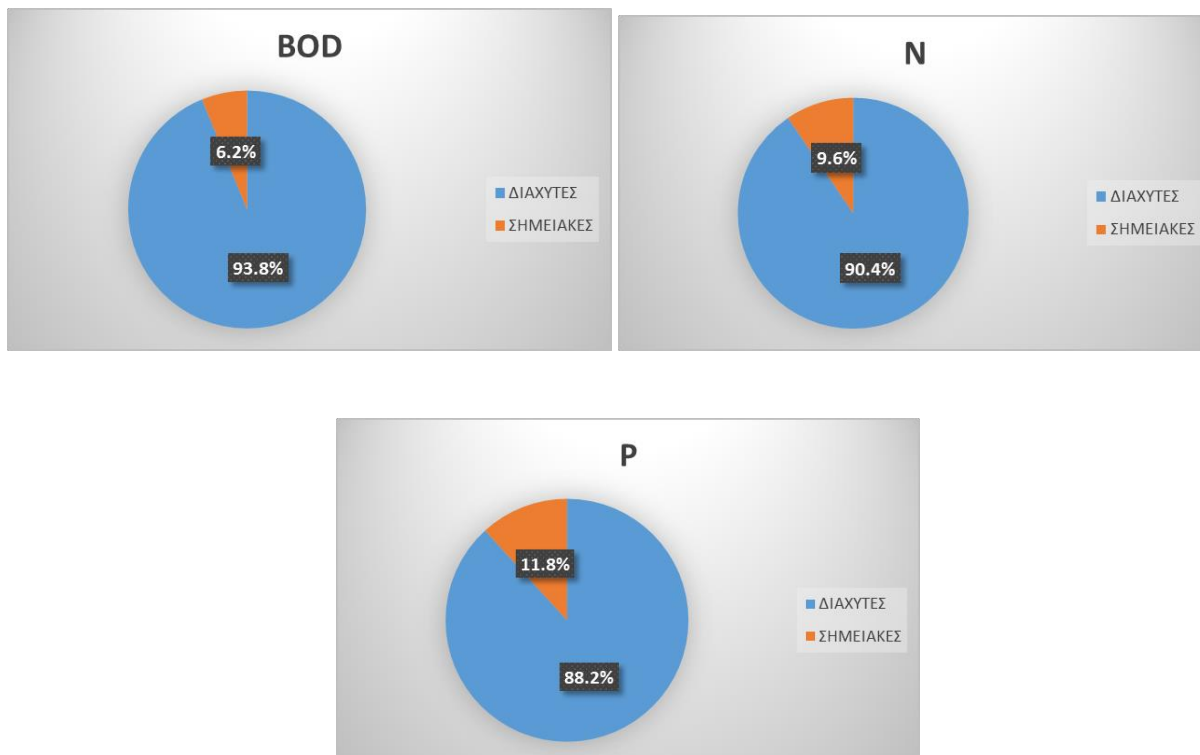 BOD
6.2%
93.8%
ΔΙΑΧΥΤΕΣ
ΣΗΜΕΙΑΚΕΣ
N
9.6%
90.4%
ΔΙΑΧΥΤΕΣ
ΣΗΜΕΙΑΚΕΣ
P
11.8%
88.2%
ΔΙΑΧΥΤΕΣ
ΣΗΜΕΙΑΚΕΣ